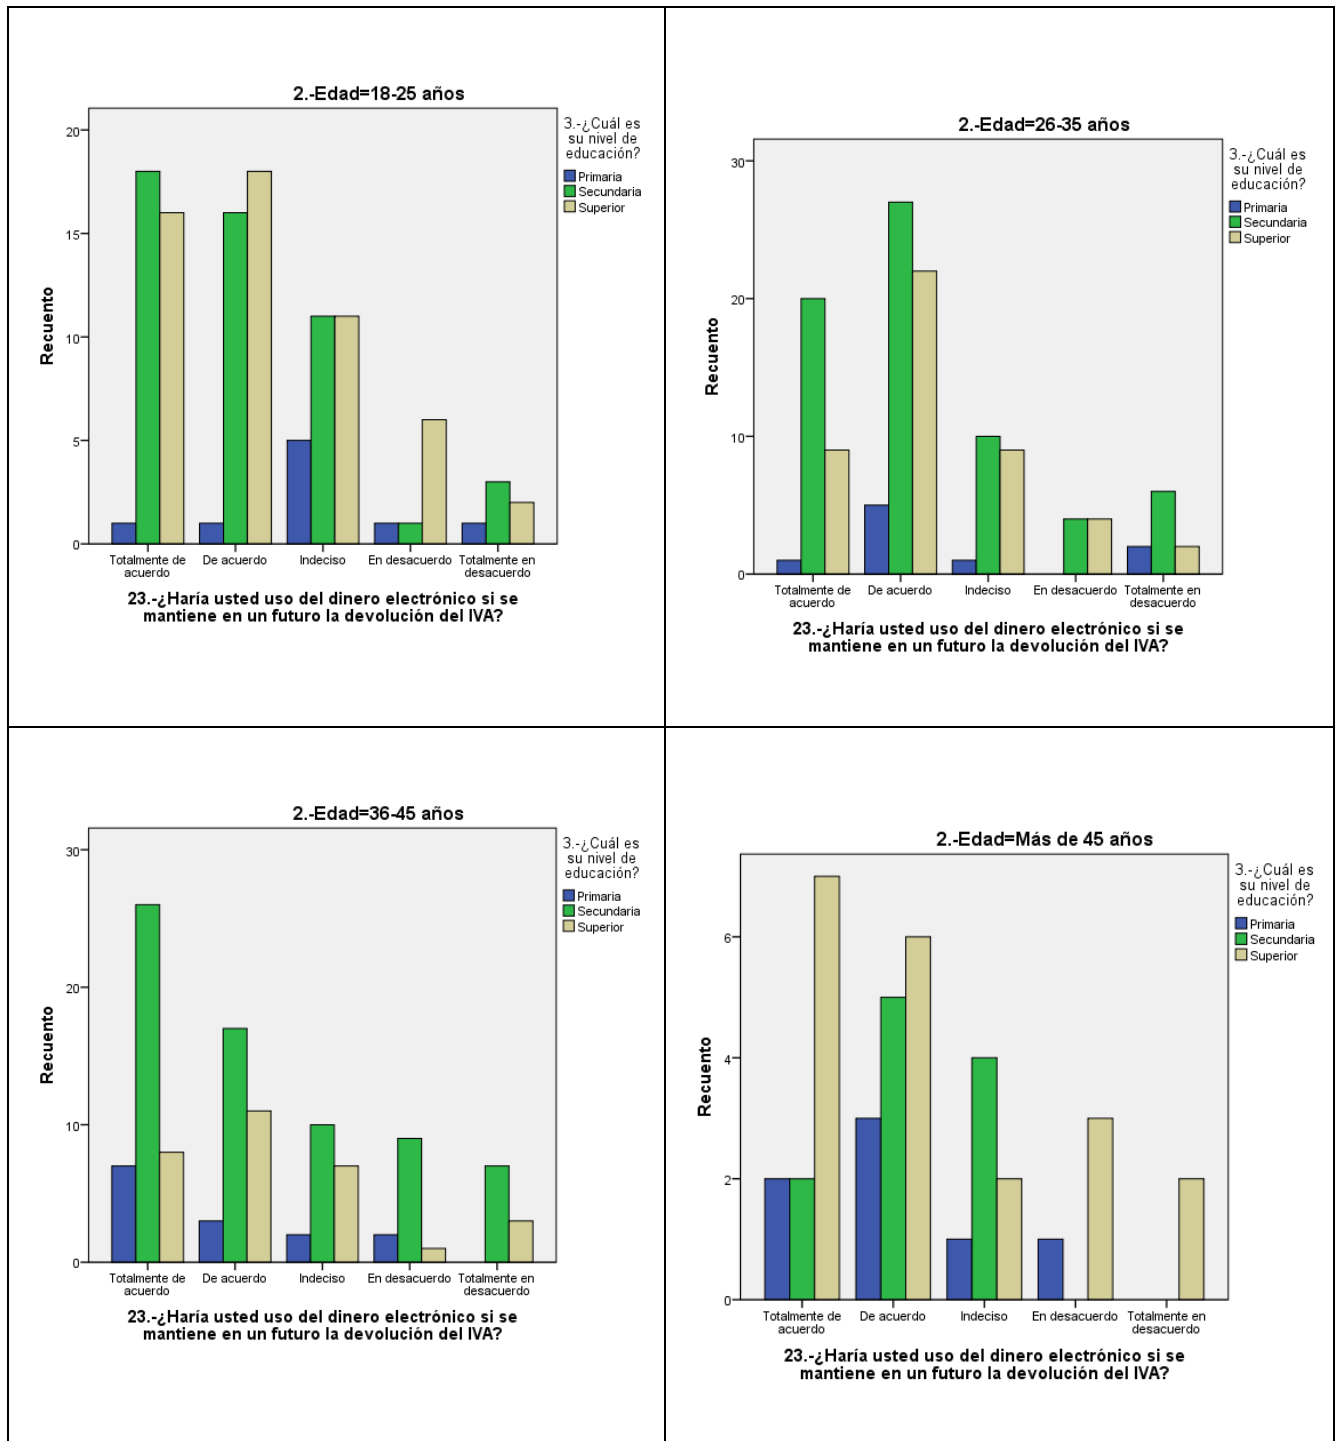 2.-Edad=18-25 años
3.-¿Cuál es
su nivel de
educación?
Primaria
Secundaria
Superior
20
15
10
5
0
Recuento
Totalmente de
acuerdo
De acuerdo
Indeciso
En desacuerdo
Totalmente en
desacuerdo
23.-¿Haría usted uso del dinero electrónico si se
mantiene en un futuro la devolución del IVA?
2.-Edad=26-35 años
3.-¿Cuál es
su nivel de
educación?
Primaria
Secundaria
Superior
30
20
10
0
Recuento
Totalmente de
acuerdo
De acuerdo
Indeciso
En desacuerdo
Totalmente en
desacuerdo
23.-¿Haría usted uso del dinero electrónico si se
mantiene en un futuro la devolución del IVA?
2.-Edad=36-45 años
3.-¿Cuál es
su nivel de
educación?
Primaria
Secundaria
Superior
30
20
10
0
Recuento
Totalmente de
acuerdo
De acuerdo
Indeciso
En desacuerdo
Totalmente en
desacuerdo
23.-¿Haría usted uso del dinero electrónico si se
mantiene en un futuro la devolución del IVA?
2.-Edad=Más de 45 años
3.-¿Cuál es
su nivel de
educación?
Primaria
Secundaria
Superior
6
4
2
0
Recuento
Totalmente de
acuerdo
De acuerdo
Indeciso
En desacuerdo
Totalmente en
desacuerdo
23.-¿Haría usted uso del dinero electrónico si se
mantiene en un futuro la devolución del IVA?